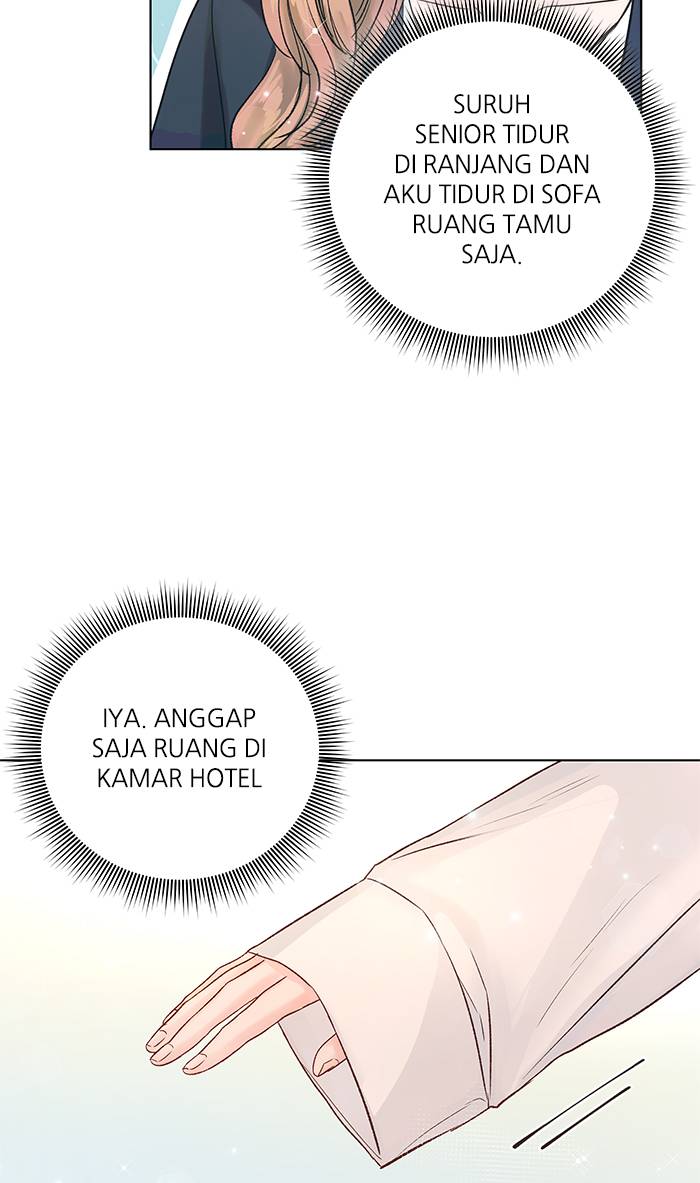 SURUH
SENIOR TIDUR
DI RANJANG DAN
AKU TIDUR DI SOFA
RUANG TAMU
SAJA.
IYA. ANGGAP
SAJA RUANG DI
KAMAR HOTEL